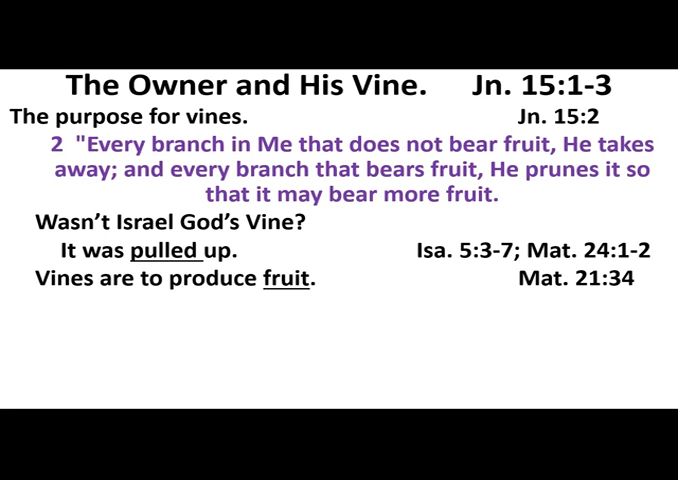 The Owner and His Vine. Jn. 15:1-3
The purpose for vines. Jn. 15:2
2 "Every branch in Me that does not bear fruit, He takes
away; and every branch that bears fruit, He prunes it so
that it may bear more fruit.
Wasn't Israel God's Vine?
It was pulled up. Isa. 5:3-7; Mat. 24:1-2
Vines are to produce fruit. Mat. 21:34